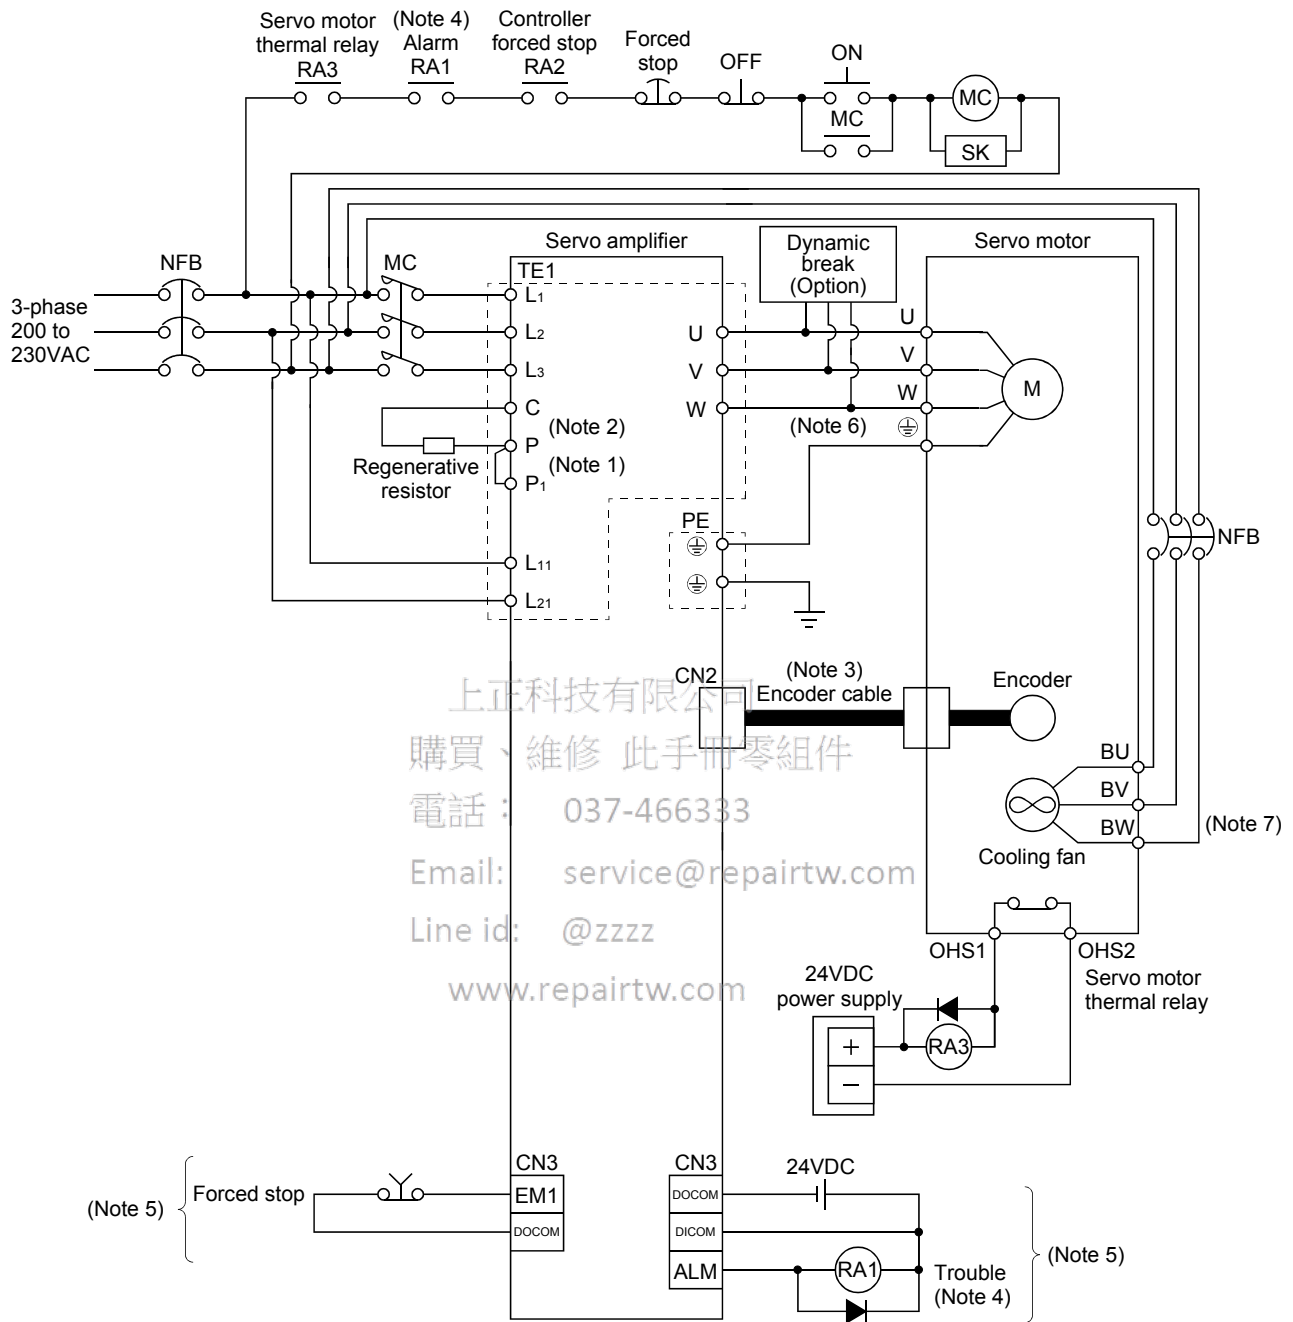 Servo motor
thermal relay
RA3
(Note 4)
Alarm
RA1
Controller
forced stop
RA2
Forced
stop
OFF
ON
MC
MC
SK
NFB
MC
3-phase
200 to
230VAC
Servo amplifier
TE1
L1
L2
L3
C
P
P1
(Note 2)
(Note 1)
Regenerative
resistor
L11
L21
U
V
W
PE
Dynamic
break
(Option)
Servo motor
U
V
W
(Note 6)
M
NFB
CN2
(Note 3)
Encoder cable
Encoder
BU
BV
BW
(Note 7)
Cooling fan
OHS1
OHS2
Servo motor
thermal relay
24VDC
power supply
+
−
RA3
上正科技有限公司
購買、維修 此手冊零組件
電話： 037-466333
Email: service@repairtw.com
Line id: @zzzz
www.repairtw.com
(Note 5)
Forced stop
CN3
EM1
DOCOM
CN3
DOCOM
DICOM
ALM
24VDC
RA1
Trouble
(Note 4)
(Note 5)